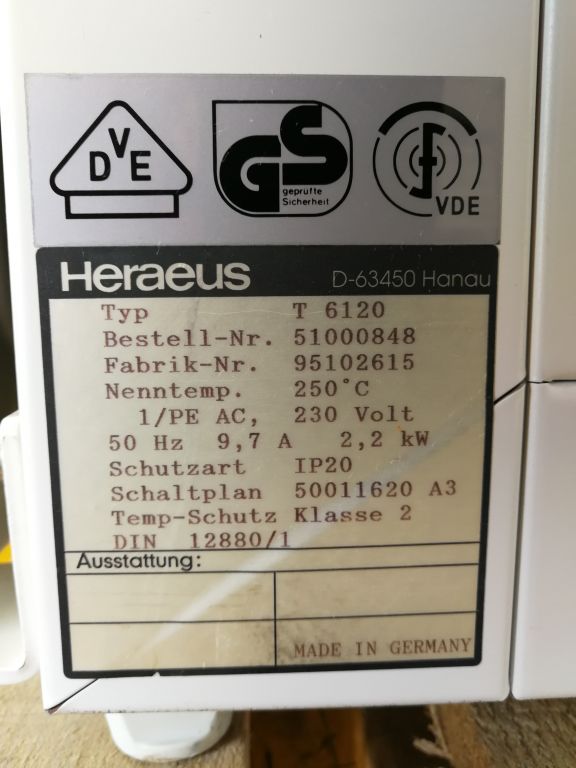 DVE
GS
geprüfte
Sicherheit
VDE
Heraeus D-63450 Hanau
Typ T 6120
Bestell-Nr. 51000848
Fabrik-Nr. 95102615
Nenntemp. 250°C
1/PE AC, 230 Volt
50 Hz 9,7 A 2,2 kW
Schutzart IP20
Schaltplan 50011620 A3
Temp-Schutz Klasse 2
DIN 12880/1
Ausstattung:
MADE IN GERMANY